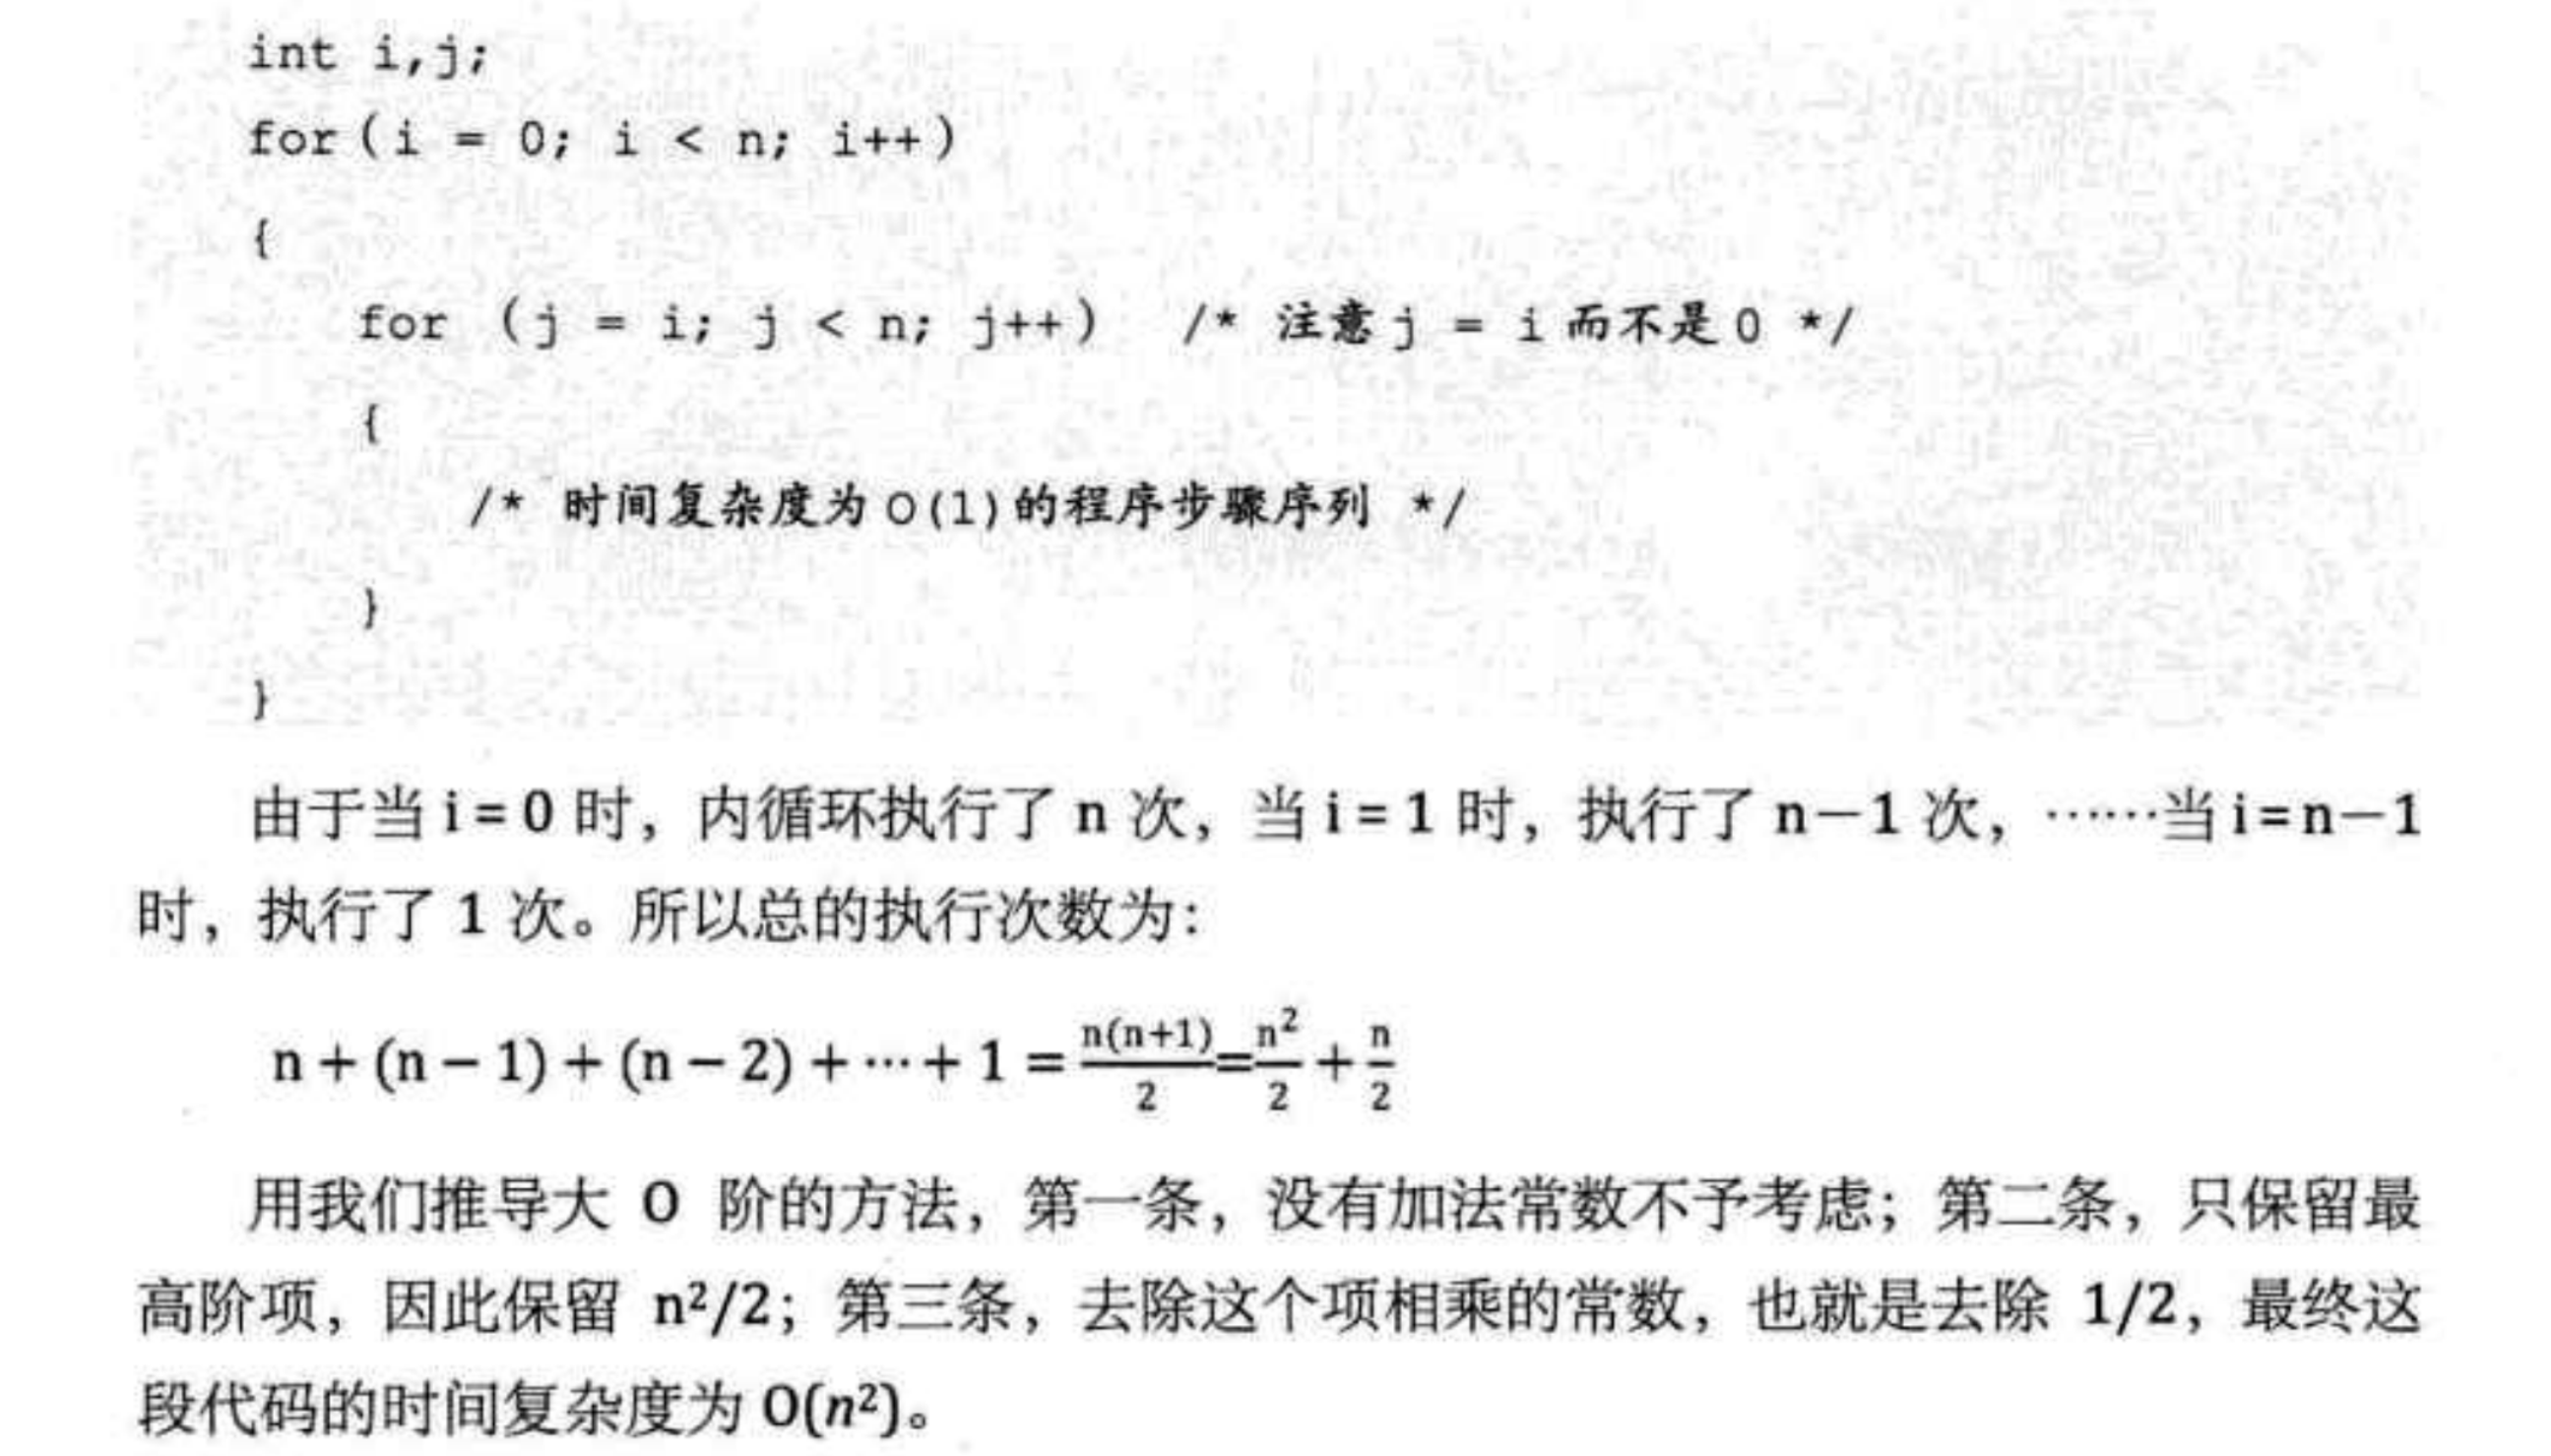 int i,j;
for(i = 0; i < n; i++)
{
for (j = i; j < n; j++) /* 注意 j = i 而不是 0 */
{
/* 时间复杂度为 O(1)的程序步骤序列 */
}
}
由于当 i = 0 时，内循环执行了 n 次，当 i = 1 时，执行了 n－1 次，……当 i=n－1
时，执行了 1 次。所以总的执行次数为：
n + (n − 1) + (n − 2) + ⋯ + 1 = n(n+1)/2 = n²/2 + n/2
用我们推导大 O 阶的方法，第一条，没有加法常数不予考虑；第二条，只保留最
高阶项，因此保留 n²/2；第三条，去除这个项相乘的常数，也就是去除 1/2，最终这
段代码的时间复杂度为 O(n²)。